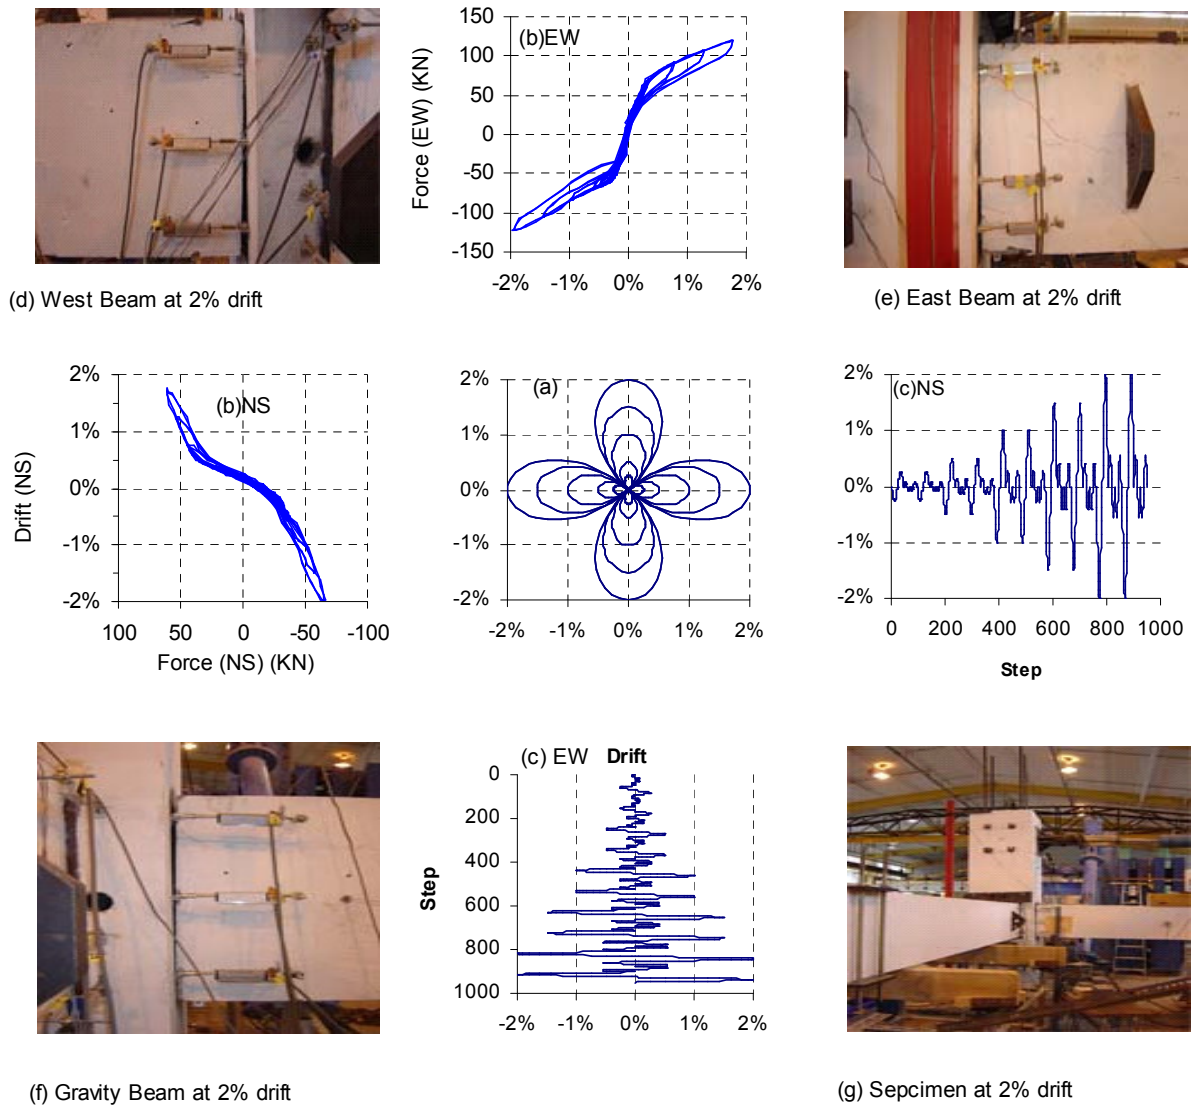 (b)EW
Force (EW) (KN)
150
100
50
0
-50
-100
150
-2% -1% 0% 1% 2%
(d) West Beam at 2% drift
(e) East Beam at 2% drift
(b)NS
Drift (NS)
2%
1%
0%
-1%
-2%
100 50 0 -50 -100
Force (NS) (KN)
(a)
2%
1%
0%
-1%
-2%
-2% -1% 0% 1% 2%
(c)NS
2%
1%
0%
-1%
-2%
0 200 400 600 800 1000
Step
(c) EW Drift
Step
0
200
400
600
800
1000
-2% -1% 0% 1% 2%
(f) Gravity Beam at 2% drift
(g) Sepcimen at 2% drift